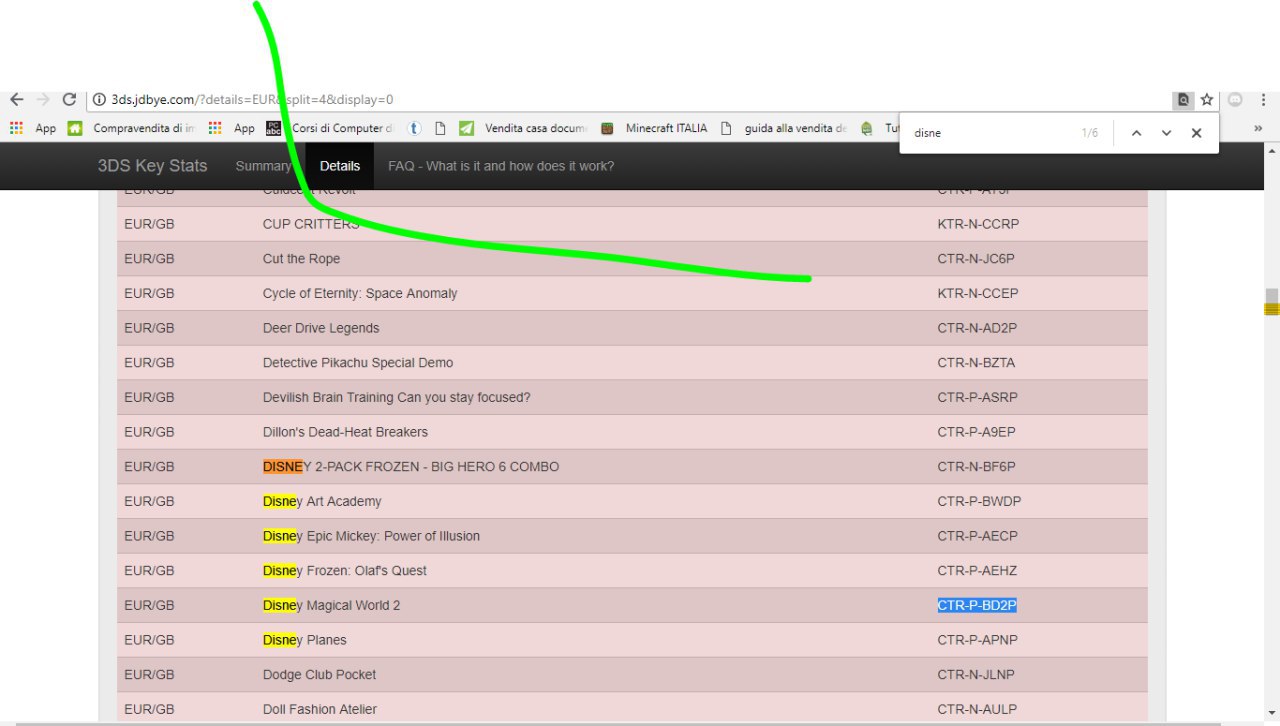 3ds.jdbye.com/?details=EUR&split=4&display=0
App Compravendita di in App Corsi di Computer di Vendita casa docum Minecraft ITALIA guida alla vendita de Tut »
disne 1/6
3DS Key Stats Summary Details FAQ - What is it and how does it work?
EUR/GB CUP CRITTERS KTR-N-CCRP
EUR/GB Cut the Rope CTR-N-JC6P
EUR/GB Cycle of Eternity: Space Anomaly KTR-N-CCEP
EUR/GB Deer Drive Legends CTR-N-AD2P
EUR/GB Detective Pikachu Special Demo CTR-N-BZTA
EUR/GB Devilish Brain Training Can you stay focused? CTR-P-ASRP
EUR/GB Dillon's Dead-Heat Breakers CTR-P-A9EP
EUR/GB DISNEY 2-PACK FROZEN - BIG HERO 6 COMBO CTR-N-BF6P
EUR/GB Disney Art Academy CTR-P-BWDP
EUR/GB Disney Epic Mickey: Power of Illusion CTR-P-AECP
EUR/GB Disney Frozen: Olaf's Quest CTR-P-AEHZ
EUR/GB Disney Magical World 2 CTR-P-BD2P
EUR/GB Disney Planes CTR-P-APNP
EUR/GB Dodge Club Pocket CTR-N-JLNP
EUR/GB Doll Fashion Atelier CTR-N-AULP